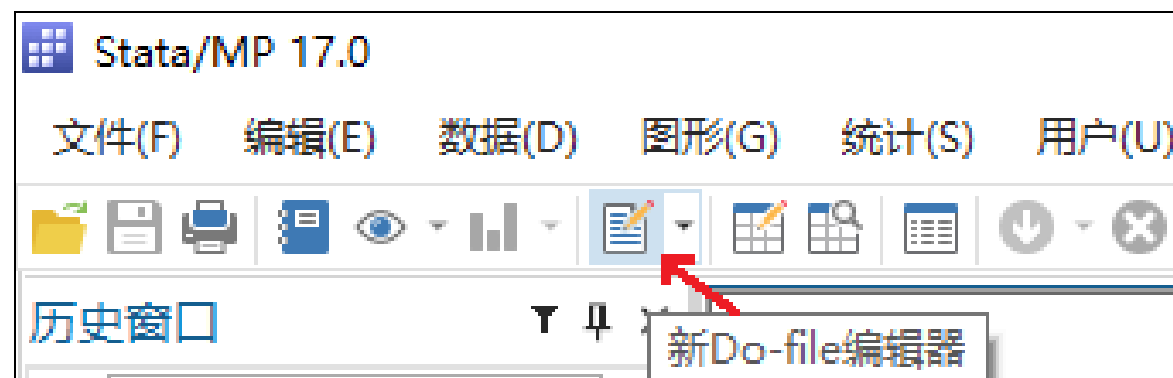 Stata/MP 17.0
文件(F) 编辑(E) 数据(D) 图形(G) 统计(S) 用户(U)
历史窗口
新Do-file编辑器